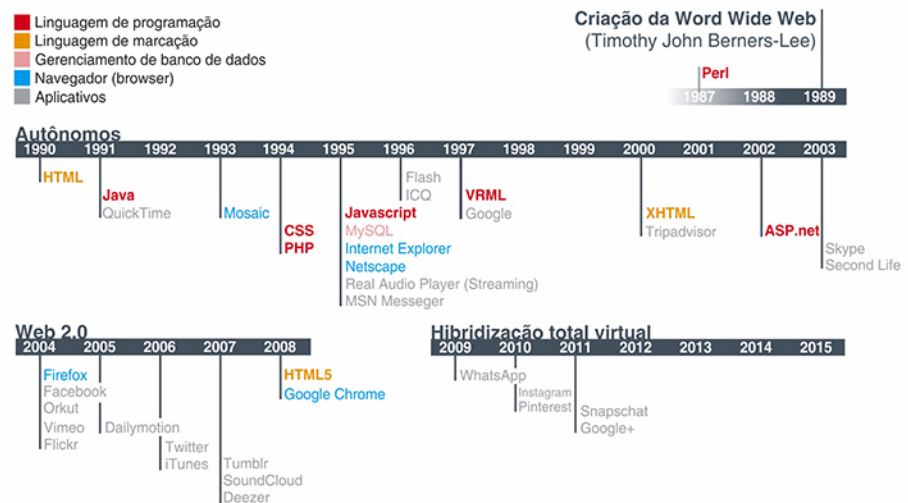 Linguagem de programação
Linguagem de marcação
Gerenciamento de banco de dados
Navegador (browser)
Aplicativos
Criação da Word Wide Web
(Timothy John Berners-Lee)
Perl
1987 1988 1989
Autônomos
1990 1991 1992 1993 1994 1995 1996 1997 1998 1999 2000 2001 2002 2003
HTML
Java
QuickTime
Mosaic
CSS
PHP
Javascript
MySQL
Internet Explorer
Netscape
Real Audio Player (Streaming)
MSN Messeger
Flash
ICQ
VRML
Google
XHTML
Tripadvisor
ASP.net
Skype
Second Life
Web 2.0
2004 2005 2006 2007 2008
Firefox
Facebook
Orkut
Vimeo
Flickr
Dailymotion
Twitter
iTunes
Tumblr
SoundCloud
Deezer
HTML5
Google Chrome
Hibridização total virtual
2009 2010 2011 2012 2013 2014 2015
WhatsApp
Instagram
Pinterest
Snapschat
Google+